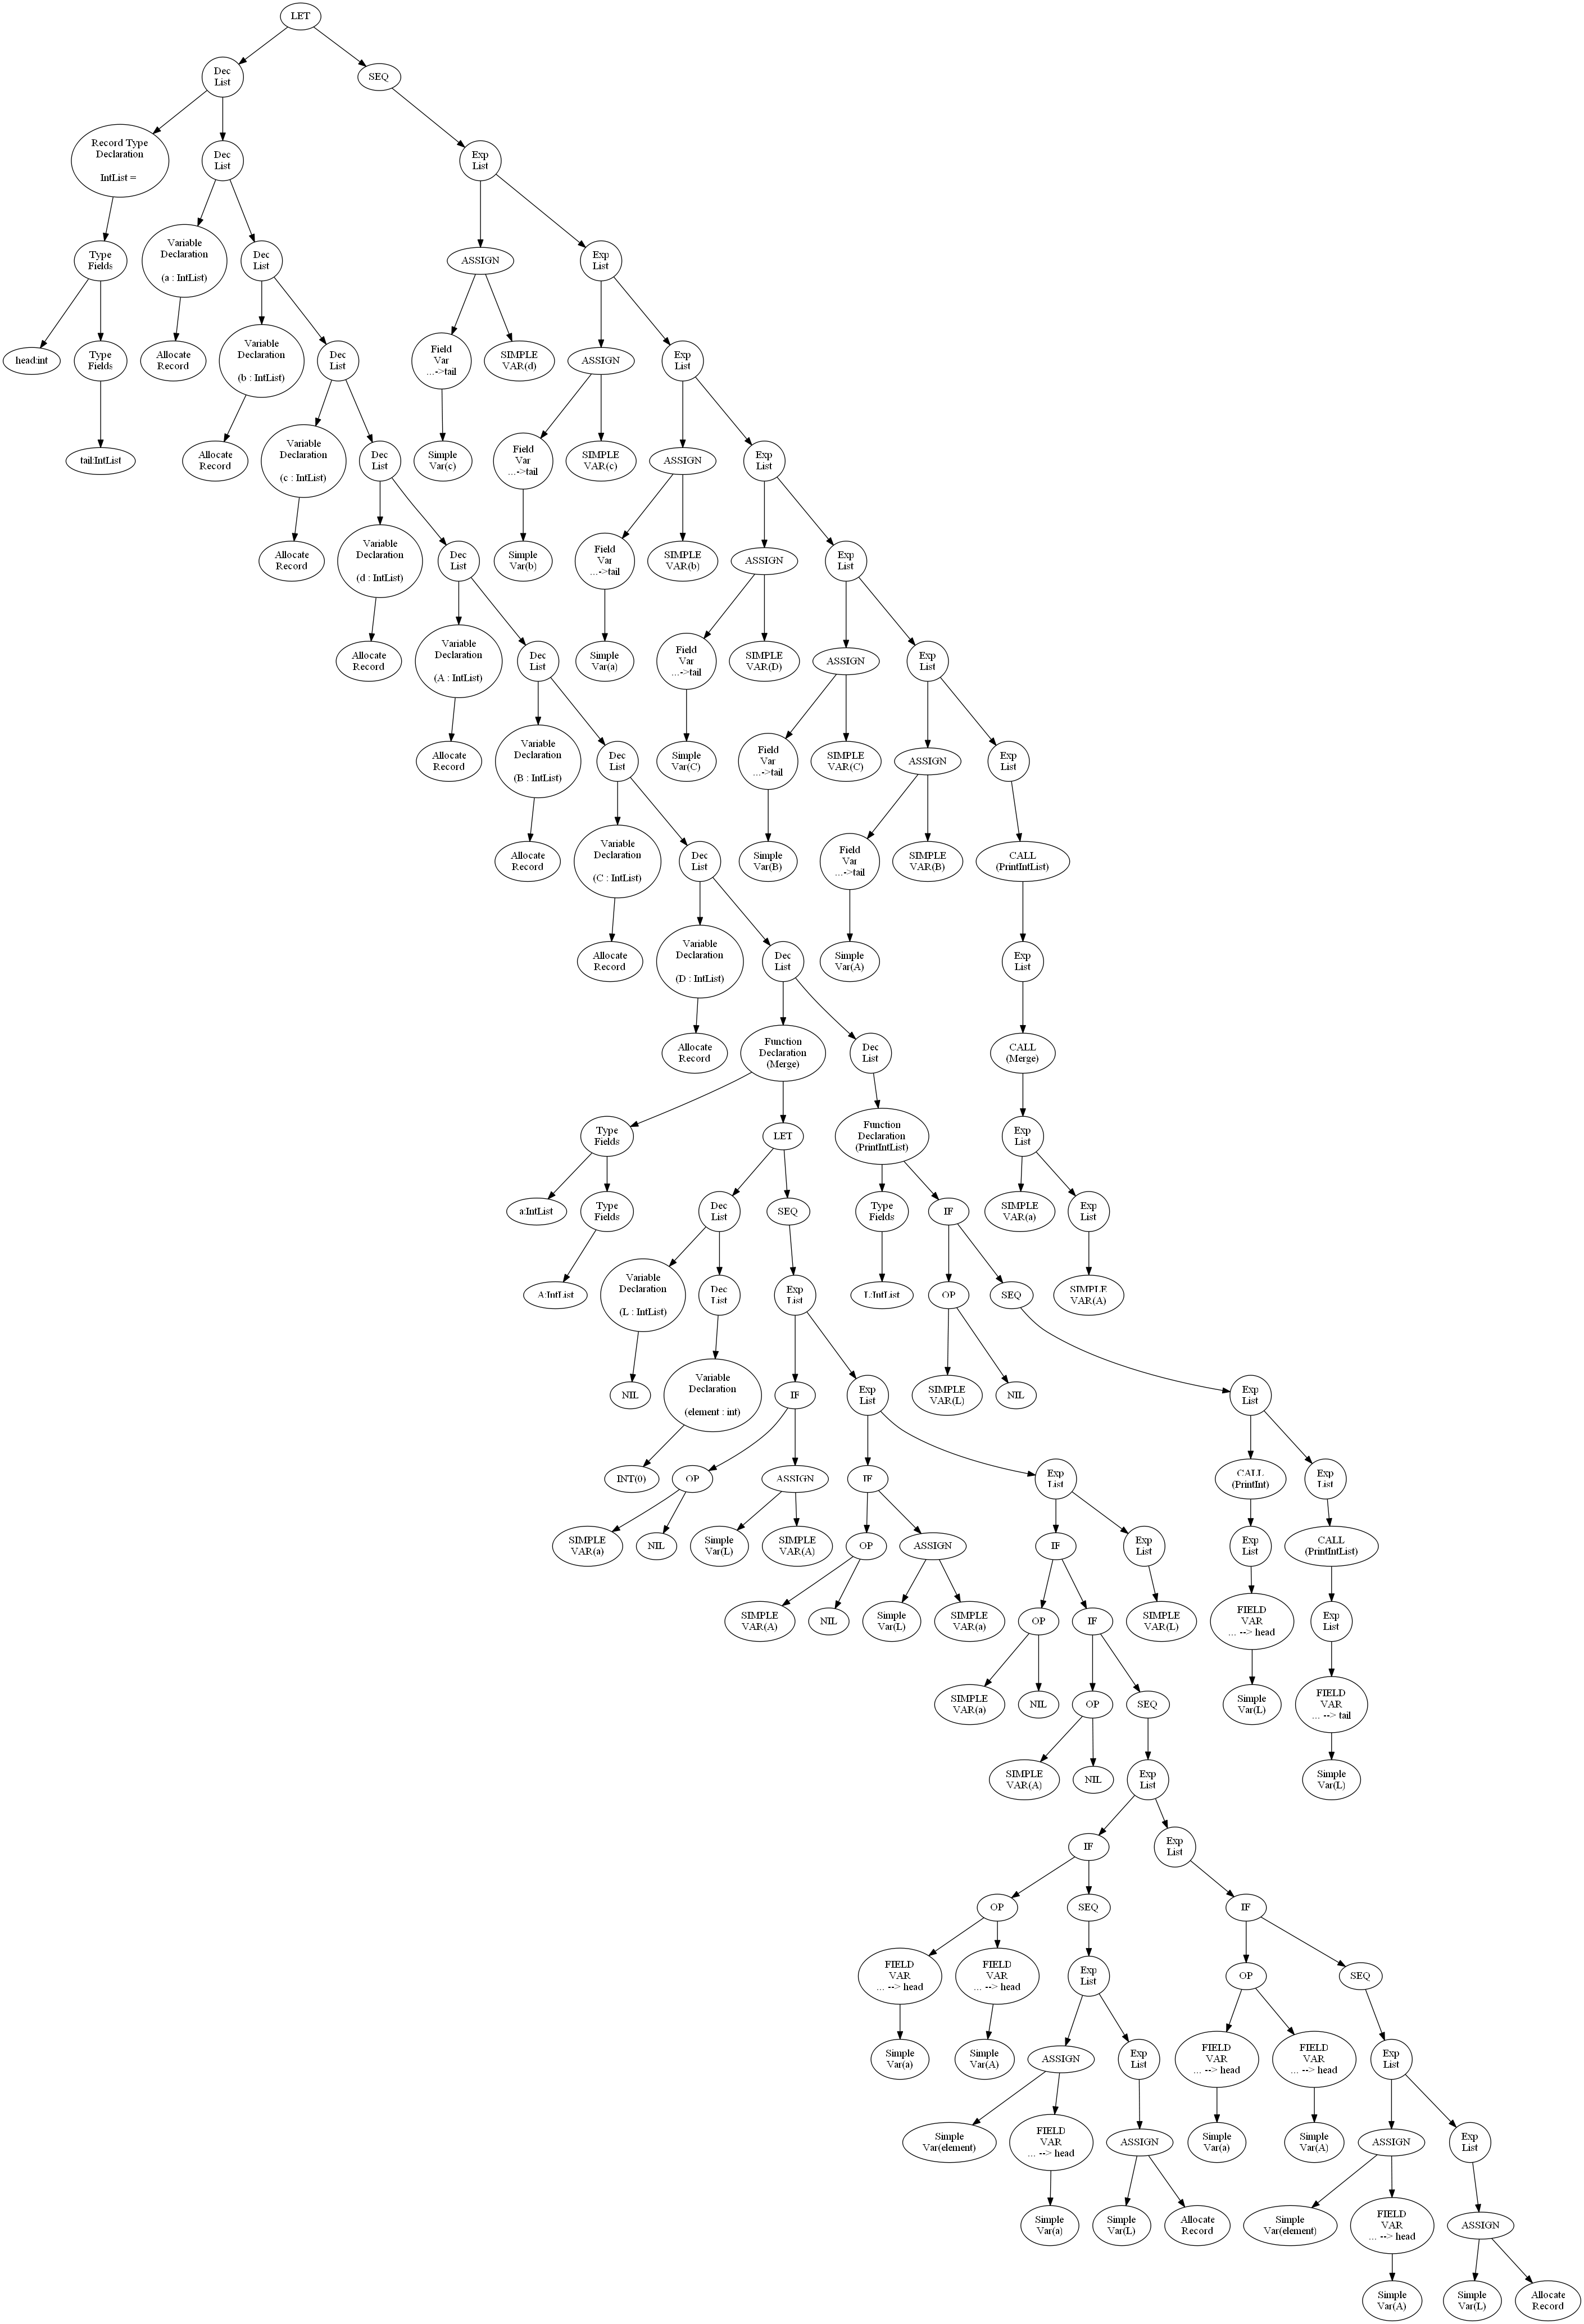 LET
Dec
List
SEQ
Record Type
Declaration
IntList =
Dec
List
Exp
List
Type
Fields
Variable
Declaration
(a : IntList)
Dec
List
ASSIGN
Exp
List
head:int
Type
Fields
Allocate
Record
Variable
Declaration
(b : IntList)
Dec
List
Field
Var
...->tail
SIMPLE
VAR(d)
ASSIGN
Exp
List
tail:IntList
Allocate
Record
Variable
Declaration
(c : IntList)
Dec
List
Simple
Var(c)
Field
Var
...->tail
SIMPLE
VAR(c)
ASSIGN
Exp
List
Allocate
Record
Variable
Declaration
(d : IntList)
Dec
List
Simple
Var(b)
Field
Var
...->tail
SIMPLE
VAR(b)
ASSIGN
Exp
List
Allocate
Record
Variable
Declaration
(A : IntList)
Dec
List
Simple
Var(a)
Field
Var
...->tail
SIMPLE
VAR(D)
ASSIGN
Exp
List
Allocate
Record
Variable
Declaration
(B : IntList)
Dec
List
Simple
Var(C)
Field
Var
...->tail
SIMPLE
VAR(C)
ASSIGN
Exp
List
Allocate
Record
Variable
Declaration
(C : IntList)
Dec
List
Simple
Var(B)
Field
Var
...->tail
SIMPLE
VAR(B)
CALL
(PrintIntList)
Allocate
Record
Variable
Declaration
(D : IntList)
Dec
List
Simple
Var(A)
Exp
List
Allocate
Record
Function
Declaration
(Merge)
Dec
List
CALL
(Merge)
Type
Fields
LET
Function
Declaration
(PrintIntList)
Exp
List
a:IntList
Type
Fields
Dec
List
SEQ
Type
Fields
IF
SIMPLE
VAR(a)
Exp
List
A:IntList
Variable
Declaration
(L : IntList)
Dec
List
Exp
List
L:IntList
OP
SEQ
SIMPLE
VAR(A)
NIL
Variable
Declaration
(element : int)
IF
Exp
List
SIMPLE
VAR(L)
NIL
Exp
List
INT(0)
OP
ASSIGN
IF
Exp
List
CALL
(PrintInt)
Exp
List
SIMPLE
VAR(a)
NIL
Simple
Var(L)
SIMPLE
VAR(A)
OP
ASSIGN
IF
Exp
List
Exp
List
CALL
(PrintIntList)
SIMPLE
VAR(A)
NIL
Simple
Var(L)
SIMPLE
VAR(a)
OP
IF
SIMPLE
VAR(L)
FIELD
VAR
... --> head
Exp
List
SIMPLE
VAR(a)
NIL
OP
SEQ
Simple
Var(L)
FIELD
VAR
... --> tail
SIMPLE
VAR(A)
NIL
Exp
List
Simple
Var(L)
IF
Exp
List
OP
SEQ
IF
FIELD
VAR
... --> head
FIELD
VAR
... --> head
Exp
List
OP
SEQ
Simple
Var(a)
Simple
Var(A)
ASSIGN
Exp
List
FIELD
VAR
... --> head
FIELD
VAR
... --> head
Exp
List
Simple
Var(element)
FIELD
VAR
... --> head
ASSIGN
Simple
Var(a)
Simple
Var(A)
ASSIGN
Exp
List
Simple
Var(a)
Simple
Var(L)
Allocate
Record
Simple
Var(element)
FIELD
VAR
... --> head
ASSIGN
Simple
Var(A)
Simple
Var(L)
Allocate
Record